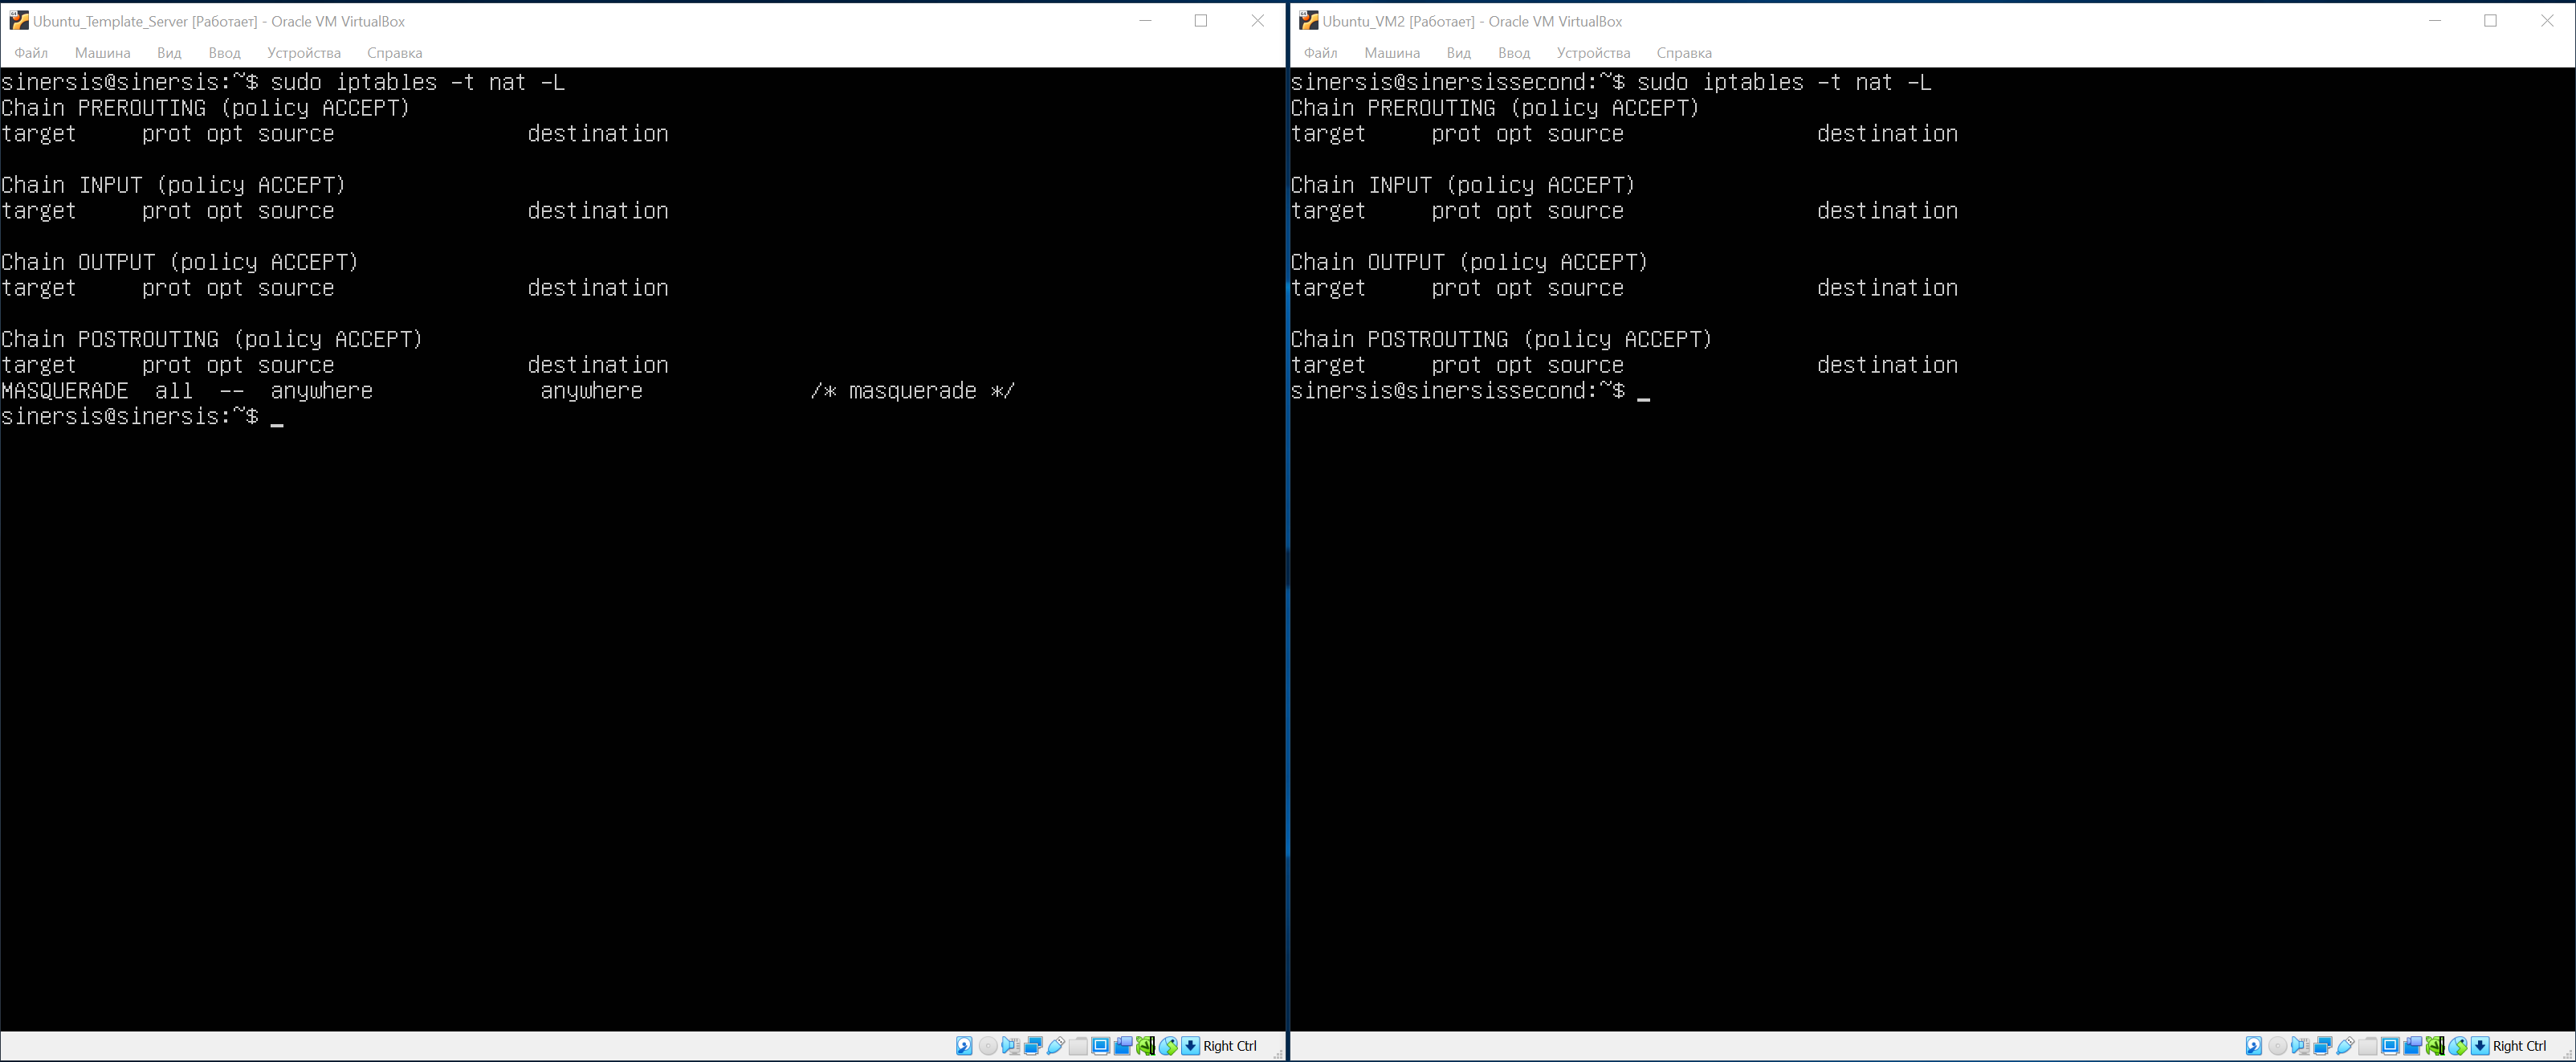 Ubuntu_Template_Server [Работает] - Oracle VM VirtualBox
Файл Машина Вид Ввод Устройства Справка
sinersis@sinersis:~$ sudo iptables -t nat -L
Chain PREROUTING (policy ACCEPT)
target prot opt source destination
Chain INPUT (policy ACCEPT)
target prot opt source destination
Chain OUTPUT (policy ACCEPT)
target prot opt source destination
Chain POSTROUTING (policy ACCEPT)
target prot opt source destination
MASQUERADE all -- anywhere anywhere /* masquerade */
sinersis@sinersis:~$ _
Right Ctrl
Ubuntu_VM2 [Работает] - Oracle VM VirtualBox
Файл Машина Вид Ввод Устройства Справка
sinersis@sinersissecond:~$ sudo iptables -t nat -L
Chain PREROUTING (policy ACCEPT)
target prot opt source destination
Chain INPUT (policy ACCEPT)
target prot opt source destination
Chain OUTPUT (policy ACCEPT)
target prot opt source destination
Chain POSTROUTING (policy ACCEPT)
target prot opt source destination
sinersis@sinersissecond:~$ _
Right Ctrl